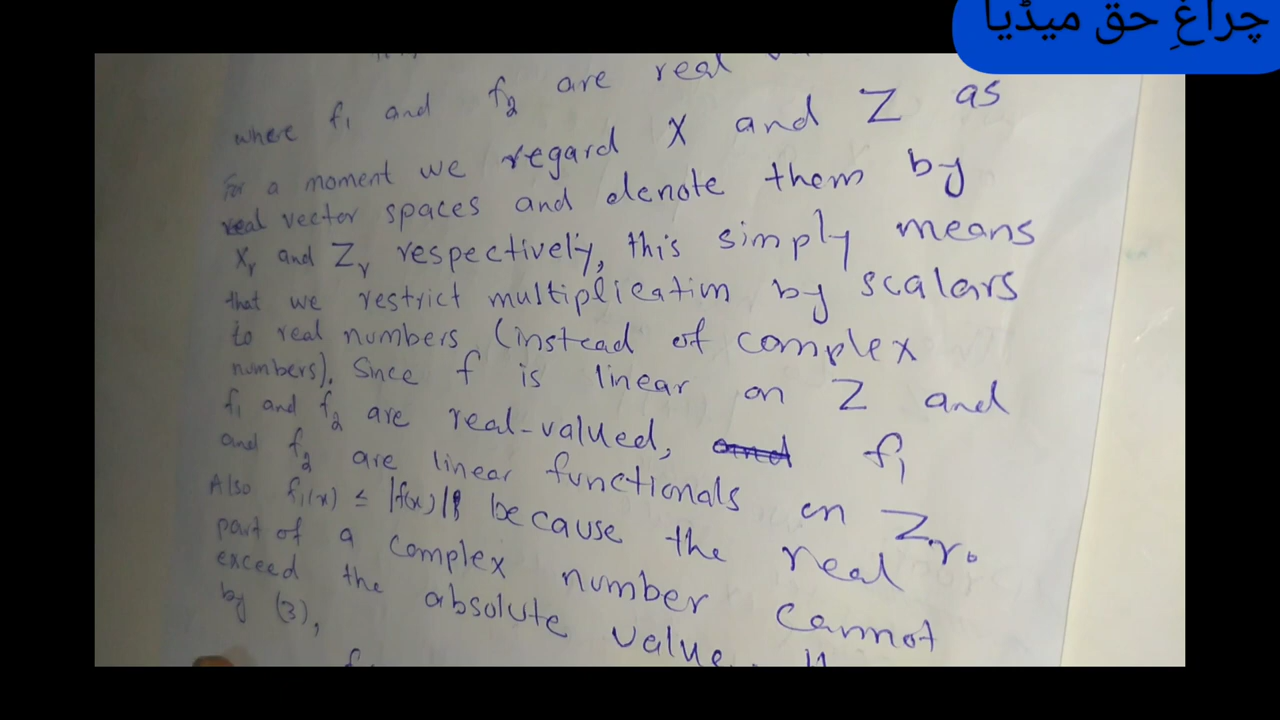 چراغِ حق میڈیا
where f₁ and f₂ are real
For a moment we regard X and Z as
real vector spaces and denote them by
Xᵣ and Zᵣ respectively, this simply means
that we restrict multiplication by scalars
to real numbers (instead of complex
numbers). Since f is linear on Z and
f₁ and f₂ are real-valued, f₁
and f₂ are linear functionals on Zᵣ.
Also f₁(x) ≤ |f(x)| because the real
part of a complex number cannot
exceed the absolute value.
by (3),